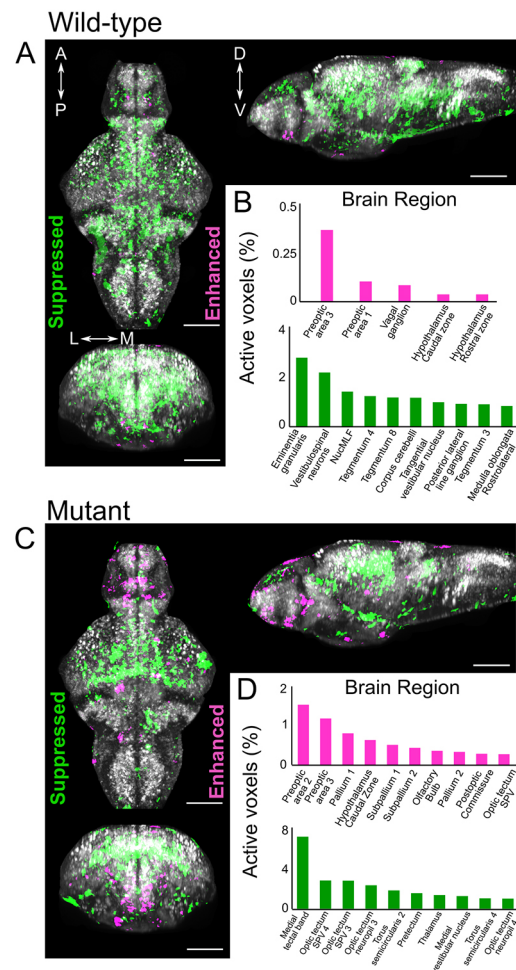 Wild-type
A
A
P
D
V
Suppressed
Enhanced
L
M
B
Brain Region
Active voxels (%)
0.5
0.25
0
Preoptic
area 3
Preoptic
area 1
Vagal
ganglion
Hypothalamus
Caudal zone
Hypothalamus
Rostral zone
4
2
0
Eminentia
granularis
Vestibulospinal
neurons
NucMLF
Tegmentum 4
Tegmentum 8
Corpus cerebelli
Tangential
vestibular nucleus
Posterior lateral
line ganglion
Tegmentum 3
Medulla oblongata
Rostrolateral
Mutant
C
Suppressed
Enhanced
D
Brain Region
Active voxels (%)
2
1
0
Preoptic
area 2
Preoptic
area 3
Pallium 1
Hypothalamus
Caudal Zone
Subpallium 1
Subpallium 2
Olfactory
Bulb
Pallium 2
Postoptic
Commissure
Optic tectum
SPV
8
4
0
Medial
tectal band
Optic tectum
SPV 4
Optic tectum
SPV 3
Optic tectum
neuropil 3
Torus
semicircularis 2
Pretectum
Thalamus
Medial
vestibular nucleus
Torus
semicircularis 4
Optic tectum
neuropil 4